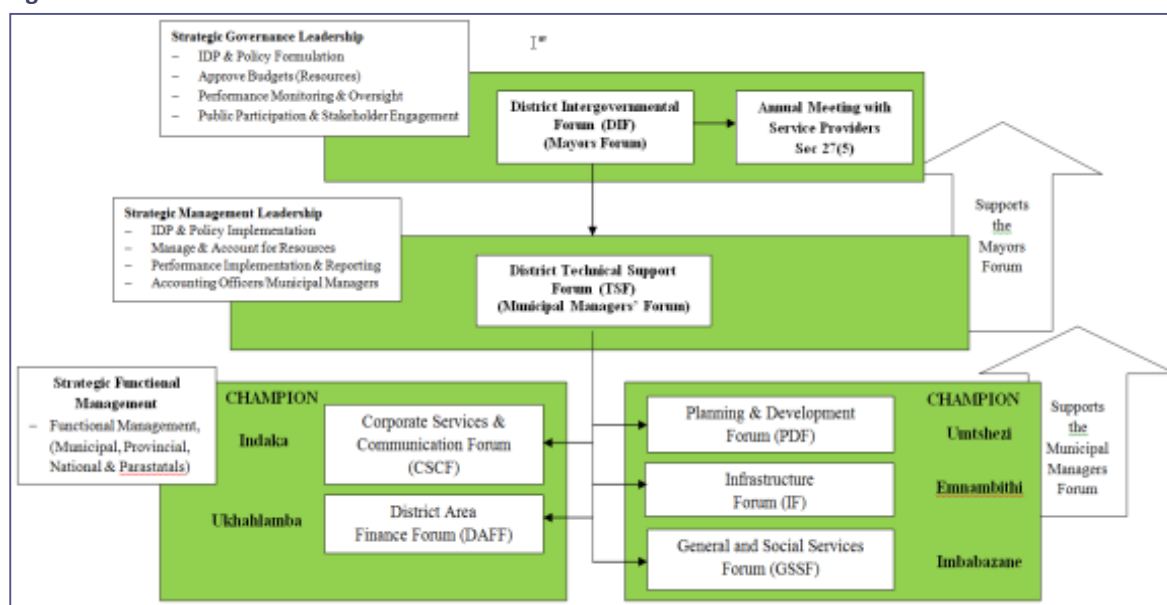 Strategic Governance Leadership
– IDP & Policy Formulation
– Approve Budgets (Resources)
– Performance Monitoring & Oversight
– Public Participation & Stakeholder Engagement
District Intergovernmental
Forum (DIF)
(Mayors Forum)
Annual Meeting with
Service Providers
Sec 27(5)
Supports
the
Mayors
Forum
Strategic Management Leadership
– IDP & Policy Implementation
– Manage & Account for Resources
– Performance Implementation & Reporting
– Accounting Officers/Municipal Managers
District Technical Support
Forum (TSF)
(Municipal Managers' Forum)
Strategic Functional
Management
– Functional Management,
(Municipal, Provincial,
National & Parastatals)
CHAMPION
Indaka
Corporate Services &
Communication Forum
(CSCF)
Ukhahlamba
District Area
Finance Forum (DAFF)
Planning & Development
Forum (PDF)
CHAMPION
Umtshezi
Infrastructure
Forum (IF)
Emnambithi
General and Social Services
Forum (GSSF)
Imbabazane
Supports
the
Municipal
Managers
Forum